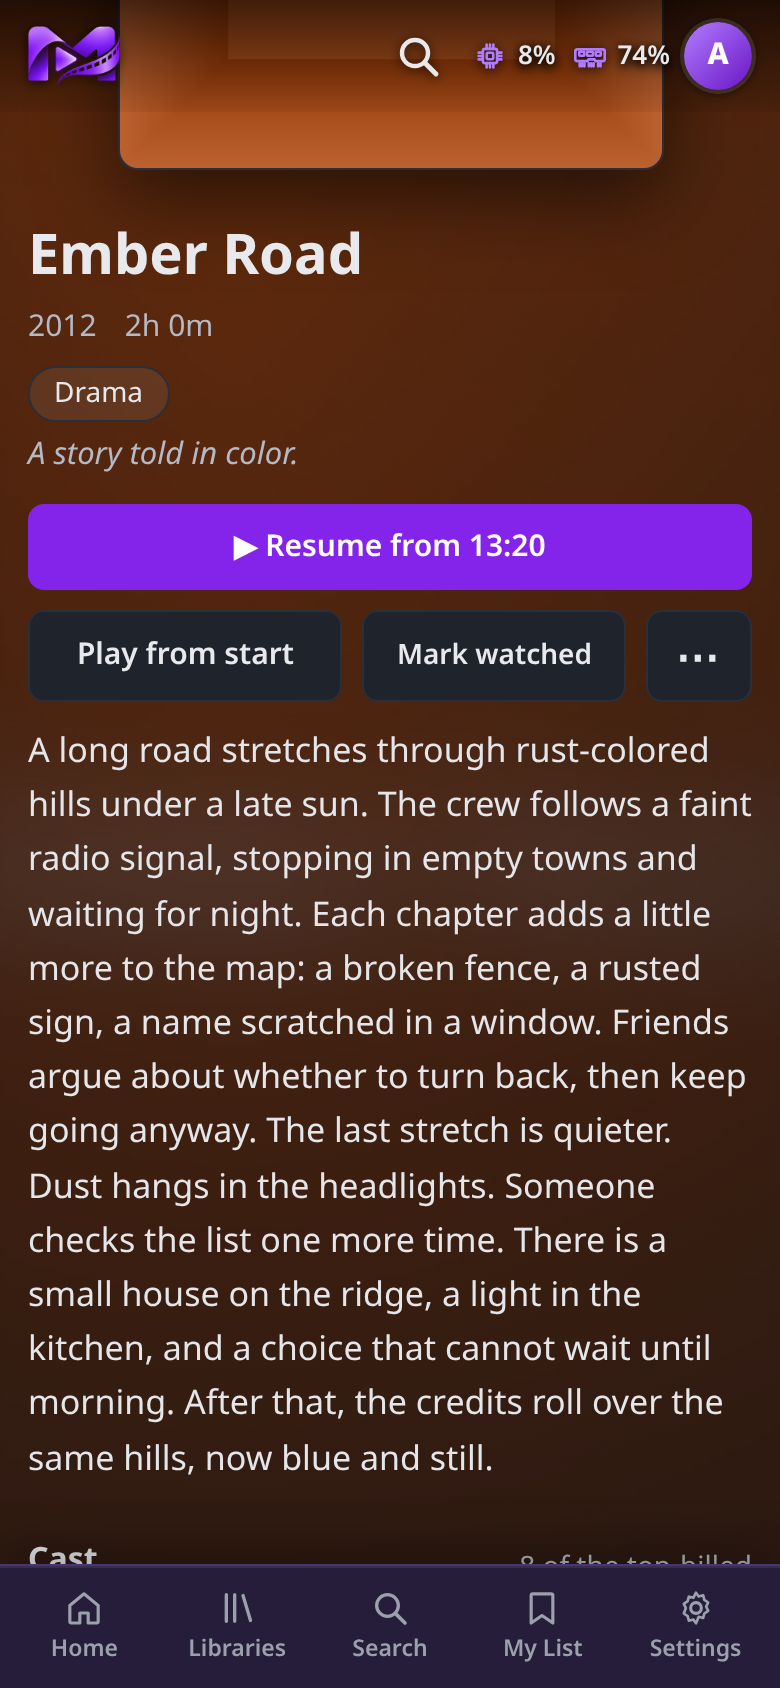 8% 74% A
Ember Road
2012 2h 0m
Drama
A story told in color.
▶ Resume from 13:20
Play from start Mark watched ...
A long road stretches through rust-colored
hills under a late sun. The crew follows a faint
radio signal, stopping in empty towns and
waiting for night. Each chapter adds a little
more to the map: a broken fence, a rusted
sign, a name scratched in a window. Friends
argue about whether to turn back, then keep
going anyway. The last stretch is quieter.
Dust hangs in the headlights. Someone
checks the list one more time. There is a
small house on the ridge, a light in the
kitchen, and a choice that cannot wait until
morning. After that, the credits roll over the
same hills, now blue and still.
Cast 8 of the top-billed
Home Libraries Search My List Settings